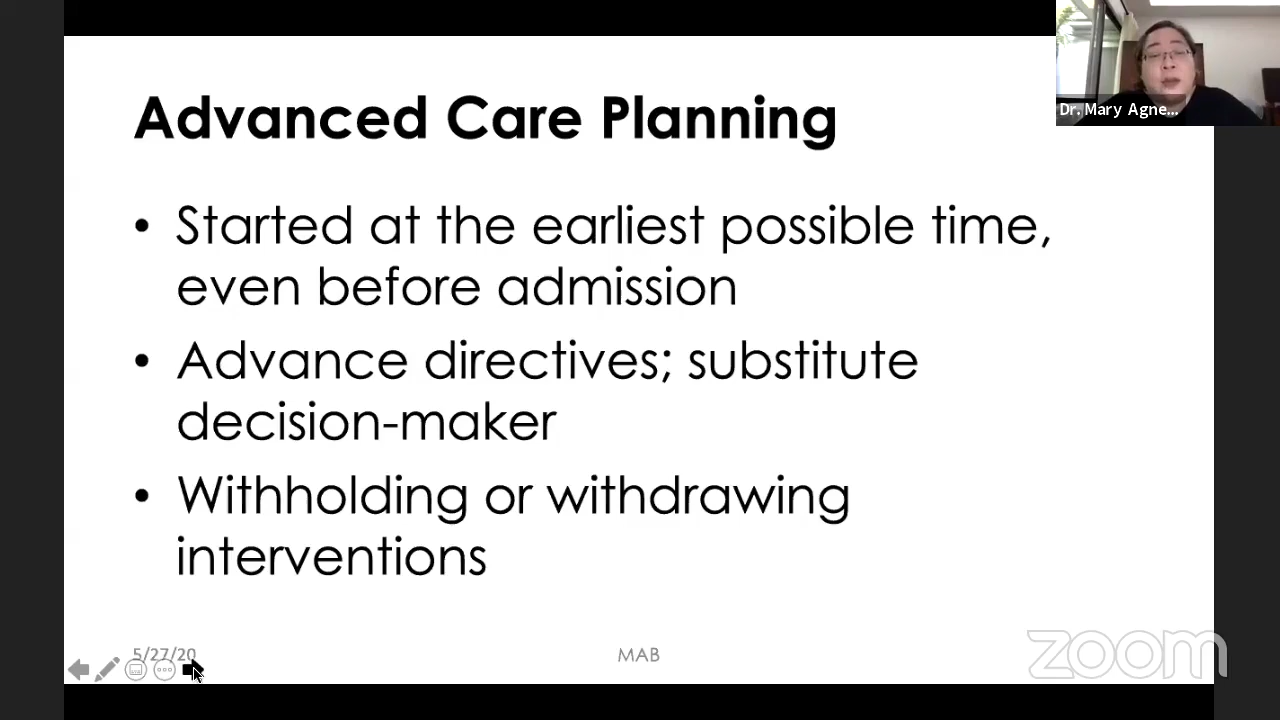 Advanced Care Planning
Dr. Mary Agne...
• Started at the earliest possible time,
even before admission
• Advance directives; substitute
decision-maker
• Withholding or withdrawing
interventions
5/27/20
MAB
zoom